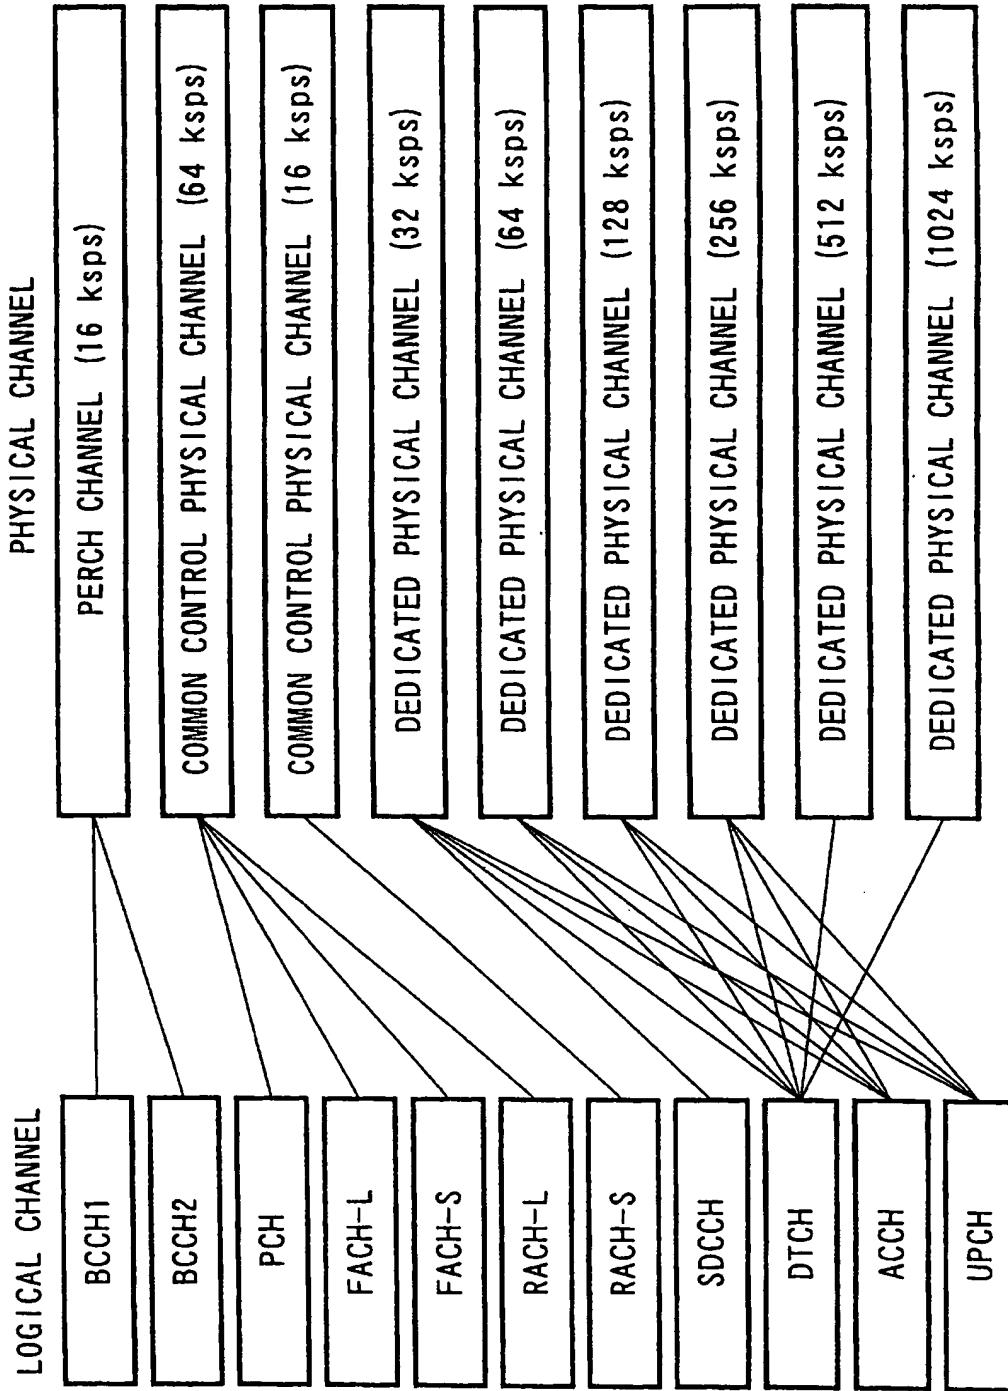 LOGICAL CHANNEL
BCCH1
BCCH2
PCH
FACH-L
FACH-S
RACH-L
RACH-S
SDCCH
DTCH
ACCH
UPCH
PHYSICAL CHANNEL
PERCH CHANNEL (16 ksps)
COMMON CONTROL PHYSICAL CHANNEL (64 ksps)
COMMON CONTROL PHYSICAL CHANNEL (16 ksps)
DEDICATED PHYSICAL CHANNEL (32 ksps)
DEDICATED PHYSICAL CHANNEL (64 ksps)
DEDICATED PHYSICAL CHANNEL (128 ksps)
DEDICATED PHYSICAL CHANNEL (256 ksps)
DEDICATED PHYSICAL CHANNEL (512 ksps)
DEDICATED PHYSICAL CHANNEL (1024 ksps)